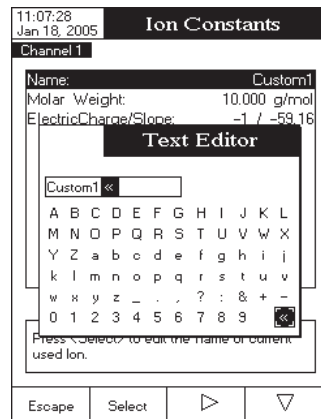 11:07:28
Jan 18, 2005
Ion Constants
Channel 1
Name: Custom1
Molar Weight: 10.000 g/mol
ElectricCharge/Slope: -1 / -59.16
Text Editor
Custom1 «
A B C D E F G H I J K L
M N O P Q R S T U V W X
Y Z a b c d e f g h i j
k l m n o p q r s t u v
w x y z _ . , ? : & + -
0 1 2 3 4 5 6 7 8 9 «
Press <Select> to edit the name of current
used Ion.
Escape Select ▷ ▽